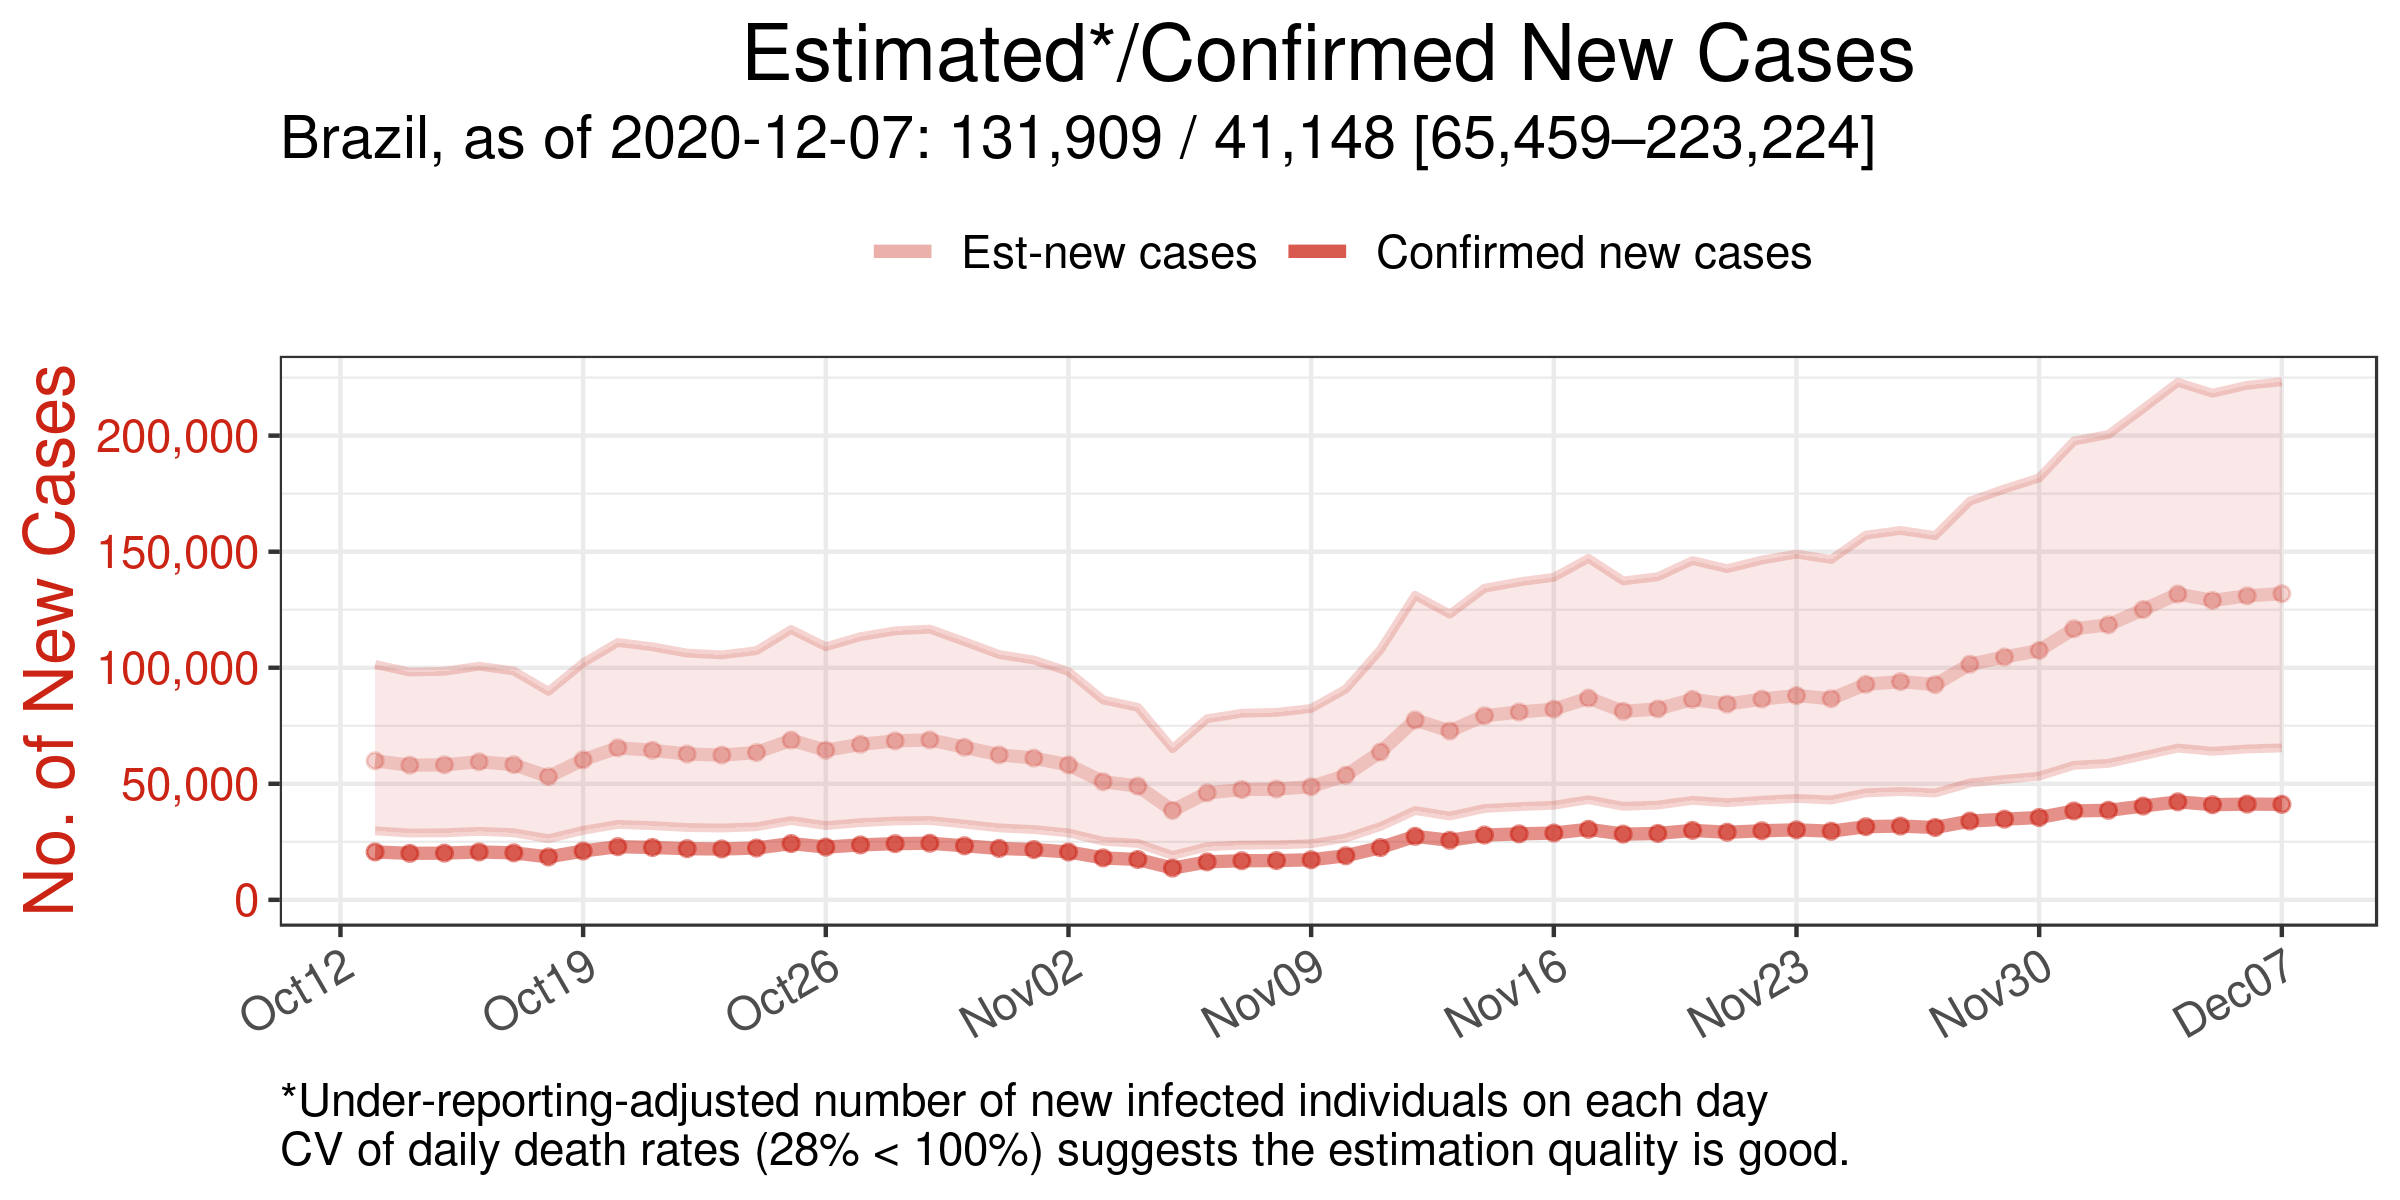 Estimated*/Confirmed New Cases
Brazil, as of 2020-12-07: 131,909 / 41,148 [65,459–223,224]
Est-new cases Confirmed new cases
No. of New Cases
200,000
150,000
100,000
50,000
0
Oct12 Oct19 Oct26 Nov02 Nov09 Nov16 Nov23 Nov30 Dec07
*Under-reporting-adjusted number of new infected individuals on each day
CV of daily death rates (28% < 100%) suggests the estimation quality is good.